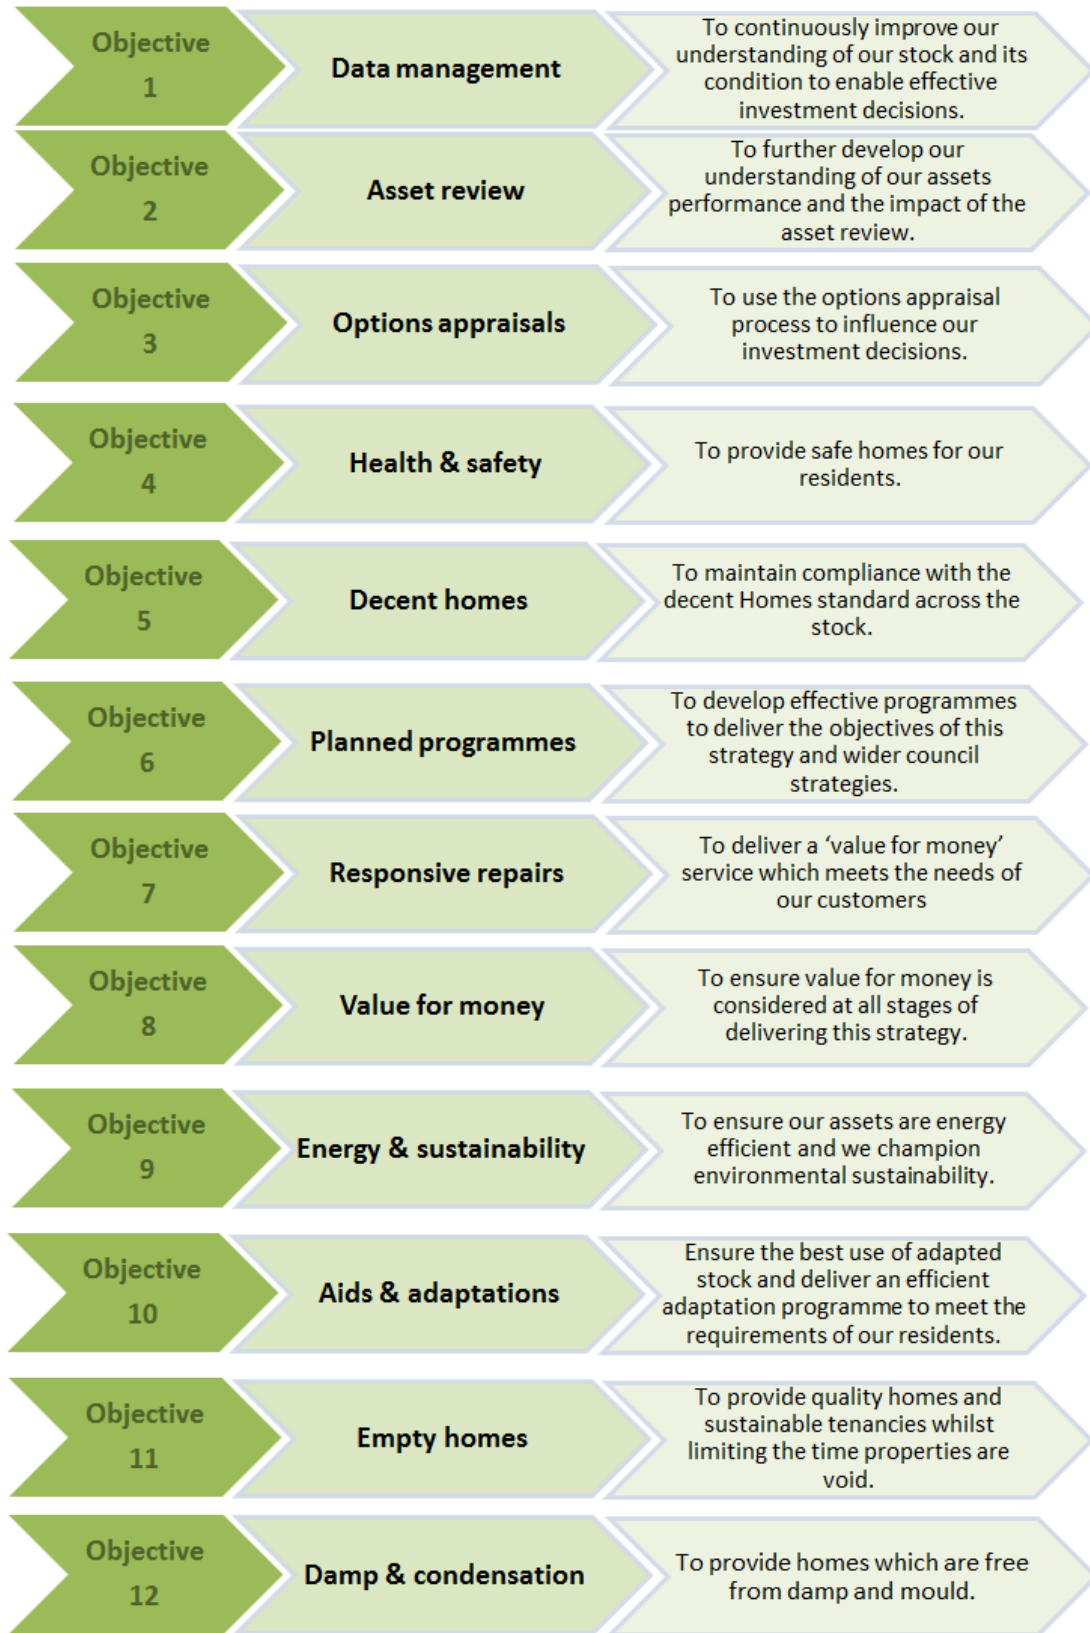 Objective
1
Data management
To continuously improve our
understanding of our stock and its
condition to enable effective
investment decisions.
Objective
2
Asset review
To further develop our
understanding of our assets
performance and the impact of the
asset review.
Objective
3
Options appraisals
To use the options appraisal
process to influence our
investment decisions.
Objective
4
Health & safety
To provide safe homes for our
residents.
Objective
5
Decent homes
To maintain compliance with the
decent Homes standard across the
stock.
Objective
6
Planned programmes
To develop effective programmes
to deliver the objectives of this
strategy and wider council
strategies.
Objective
7
Responsive repairs
To deliver a ‘value for money’
service which meets the needs of
our customers
Objective
8
Value for money
To ensure value for money is
considered at all stages of
delivering this strategy.
Objective
9
Energy & sustainability
To ensure our assets are energy
efficient and we champion
environmental sustainability.
Objective
10
Aids & adaptations
Ensure the best use of adapted
stock and deliver an efficient
adaptation programme to meet the
requirements of our residents.
Objective
11
Empty homes
To provide quality homes and
sustainable tenancies whilst
limiting the time properties are
void.
Objective
12
Damp & condensation
To provide homes which are free
from damp and mould.